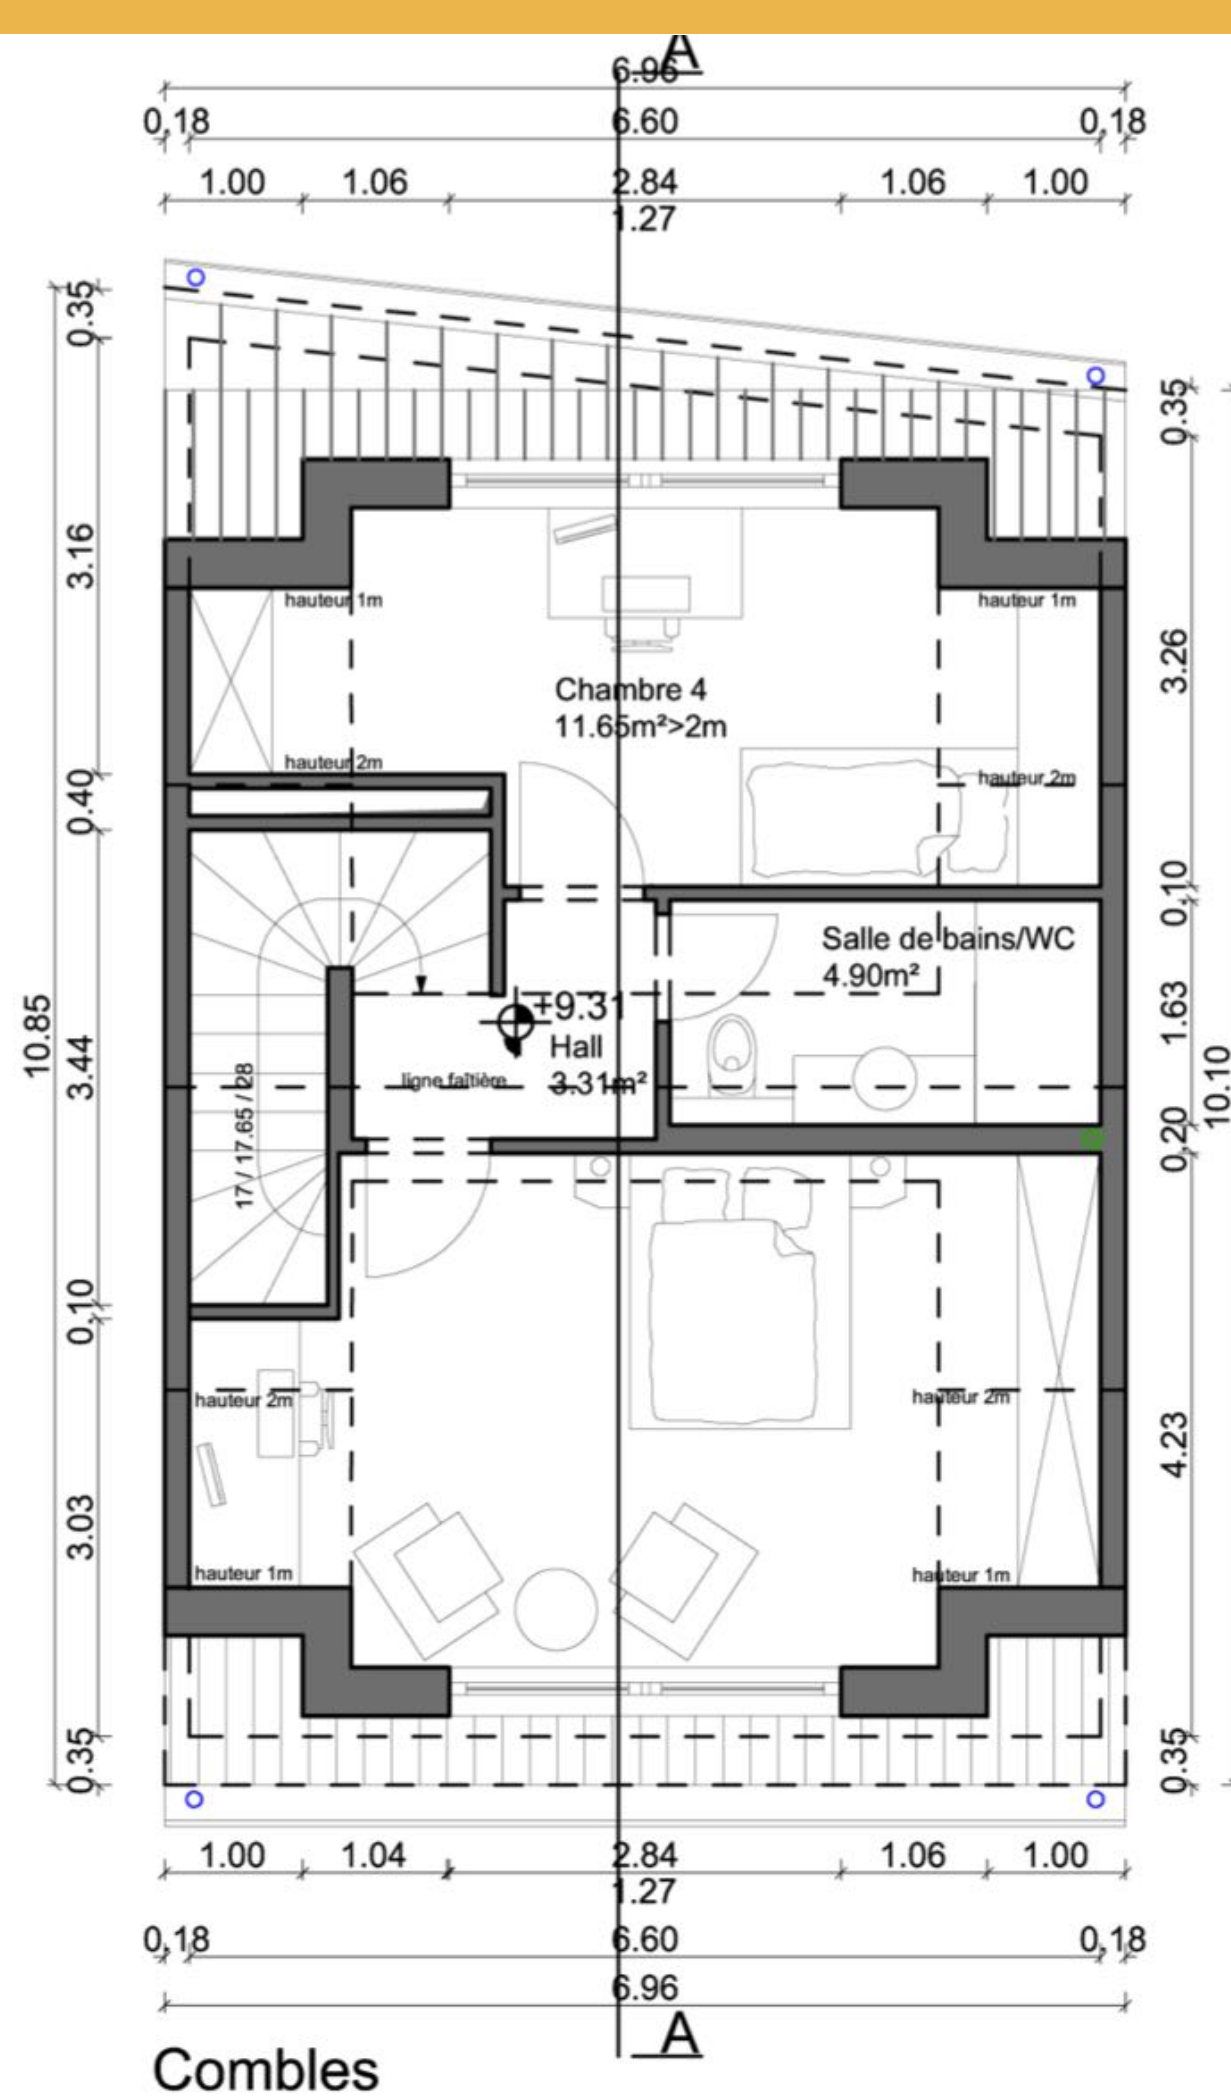 A
6.96
0,18 6.60 0,18
1.00 1.06 2.84 1.06 1.00
1.27
0.35
0.35
3.16
hauteur 1m hauteur 1m
3.26
Chambre 4
11.65m²>2m
hauteur 2m hauteur 2m
0.40
0.10
Salle de bains/WC
4.90m²
+9.31
Hall
3.31m²
ligne faîtière
10.85
3.44
1.63
10.10
17 / 17.65 / 28
0.20
0.10
hauteur 2m hauteur 2m
4.23
3.03
hauteur 1m hauteur 1m
0.35
0.35
1.00 1.04 2.84 1.06 1.00
1.27
0,18 6.60 0,18
6.96
A
Combles